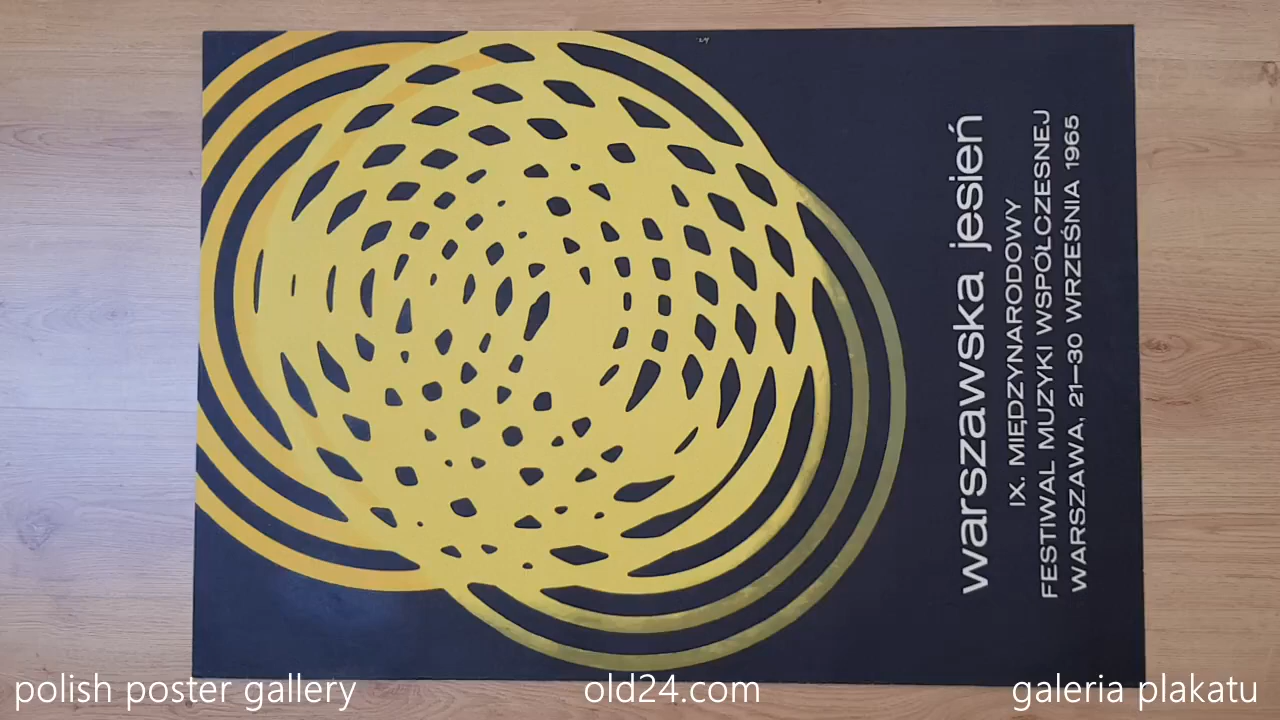 warszawska jesień
IX. MIĘDZYNARODOWY
FESTIWAL MUZYKI WSPÓŁCZESNEJ
WARSZAWA, 21—30 WRZEŚNIA 1965
polish poster gallery
old24.com
galeria plakatu